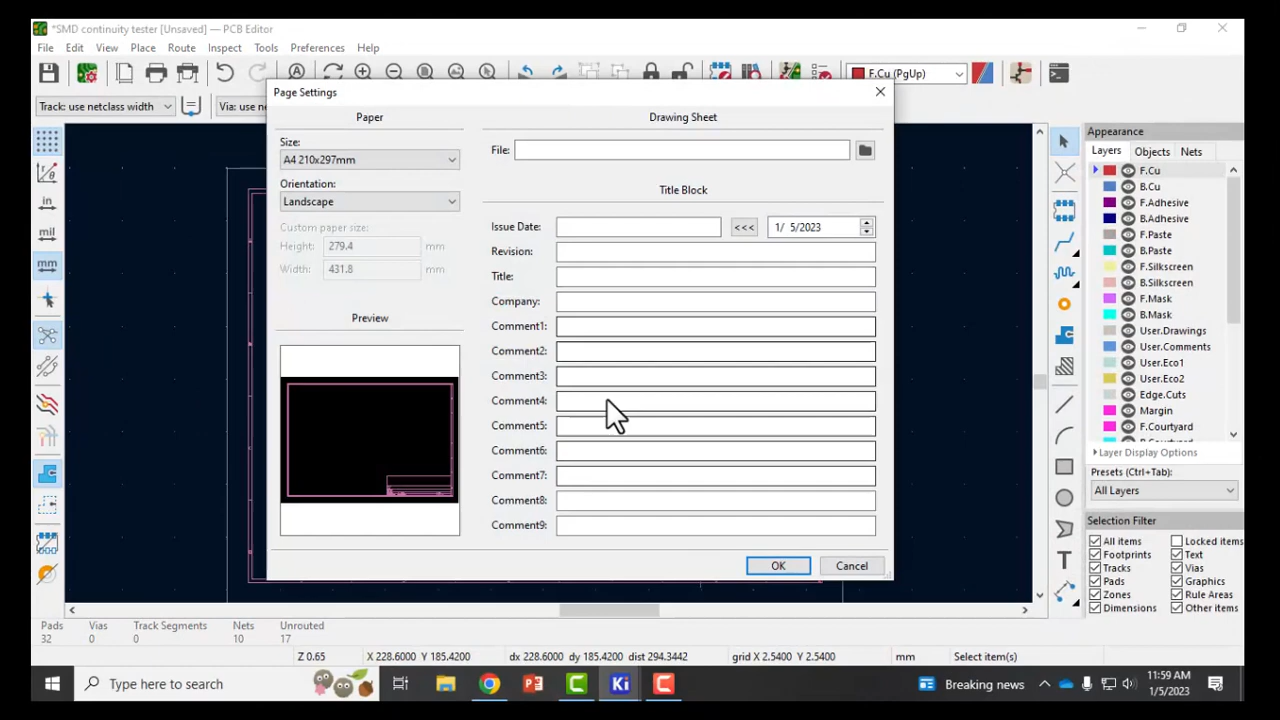 *SMD continuity tester [Unsaved] — PCB Editor
File Edit View Place Route Inspect Tools Preferences Help
F.Cu (PgUp)
Track: use netclass width
Via: use ne
Page Settings
Paper
Size:
A4 210x297mm
Orientation:
Landscape
Custom paper size:
Height: 279.4 mm
Width: 431.8 mm
Preview
Drawing Sheet
File:
Title Block
Issue Date: <<< 1/ 5/2023
Revision:
Title:
Company:
Comment1:
Comment2:
Comment3:
Comment4:
Comment5:
Comment6:
Comment7:
Comment8:
Comment9:
OK Cancel
in
mil
mm
Appearance
Layers Objects Nets
F.Cu
B.Cu
F.Adhesive
B.Adhesive
F.Paste
B.Paste
F.Silkscreen
B.Silkscreen
F.Mask
B.Mask
User.Drawings
User.Comments
User.Eco1
User.Eco2
Edge.Cuts
Margin
F.Courtyard
B.Courtyard
Layer Display Options
Presets (Ctrl+Tab):
All Layers
Selection Filter
All items Locked items
Footprints Text
Tracks Vias
Pads Graphics
Zones Rule Areas
Dimensions Other items
Pads Vias Track Segments Nets Unrouted
32 0 0 10 17
Z 0.65 X 228.6000 Y 185.4200 dx 228.6000 dy 185.4200 dist 294.3442 grid X 2.5400 Y 2.5400 mm Select item(s)
Type here to search
Ki
Breaking news
11:59 AM
1/5/2023